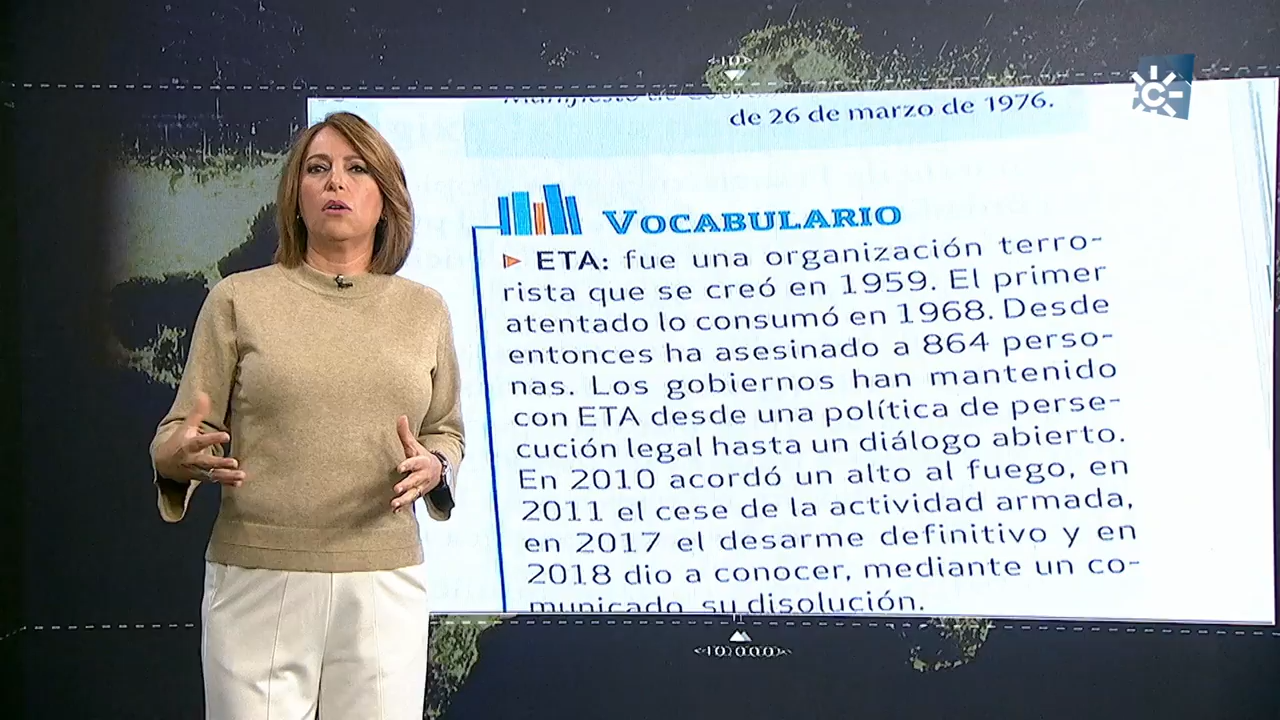 Manifiesto de Coor
de 26 de marzo de 1976.
VOCABULARIO
ETA: fue una organización terro-
rista que se creó en 1959. El primer
atentado lo consumó en 1968. Desde
entonces ha asesinado a 864 perso-
nas. Los gobiernos han mantenido
con ETA desde una política de perse-
cución legal hasta un diálogo abierto.
En 2010 acordó un alto al fuego, en
2011 el cese de la actividad armada,
en 2017 el desarme definitivo y en
2018 dio a conocer, mediante un co-
municado, su disolución.